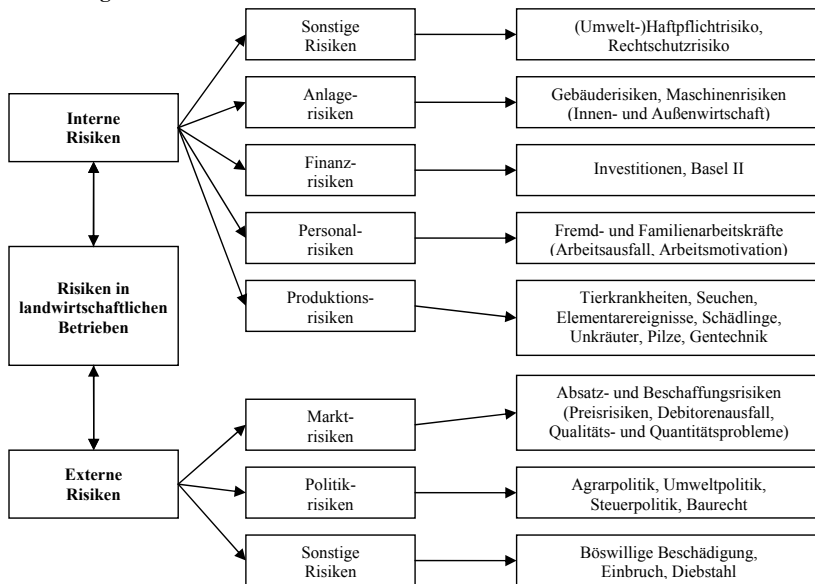 Sonstige
Risiken
(Umwelt-)Haftpflichtrisiko,
Rechtschutzrisiko
Interne
Risiken
Anlage-
risiken
Gebäuderisiken, Maschinenrisiken
(Innen- und Außenwirtschaft)
Finanz-
risiken
Investitionen, Basel II
Personal-
risiken
Fremd- und Familienarbeitskräfte
(Arbeitsausfall, Arbeitsmotivation)
Risiken in
landwirtschaftlichen
Betrieben
Produktions-
risiken
Tierkrankheiten, Seuchen,
Elementarereignisse, Schädlinge,
Unkräuter, Pilze, Gentechnik
Markt-
risiken
Absatz- und Beschaffungsrisiken
(Preisrisiken, Debitorenausfall,
Qualitäts- und Quantitätsprobleme)
Externe
Risiken
Politik-
risiken
Agrarpolitik, Umweltpolitik,
Steuerpolitik, Baurecht
Sonstige
Risiken
Böswillige Beschädigung,
Einbruch, Diebstahl